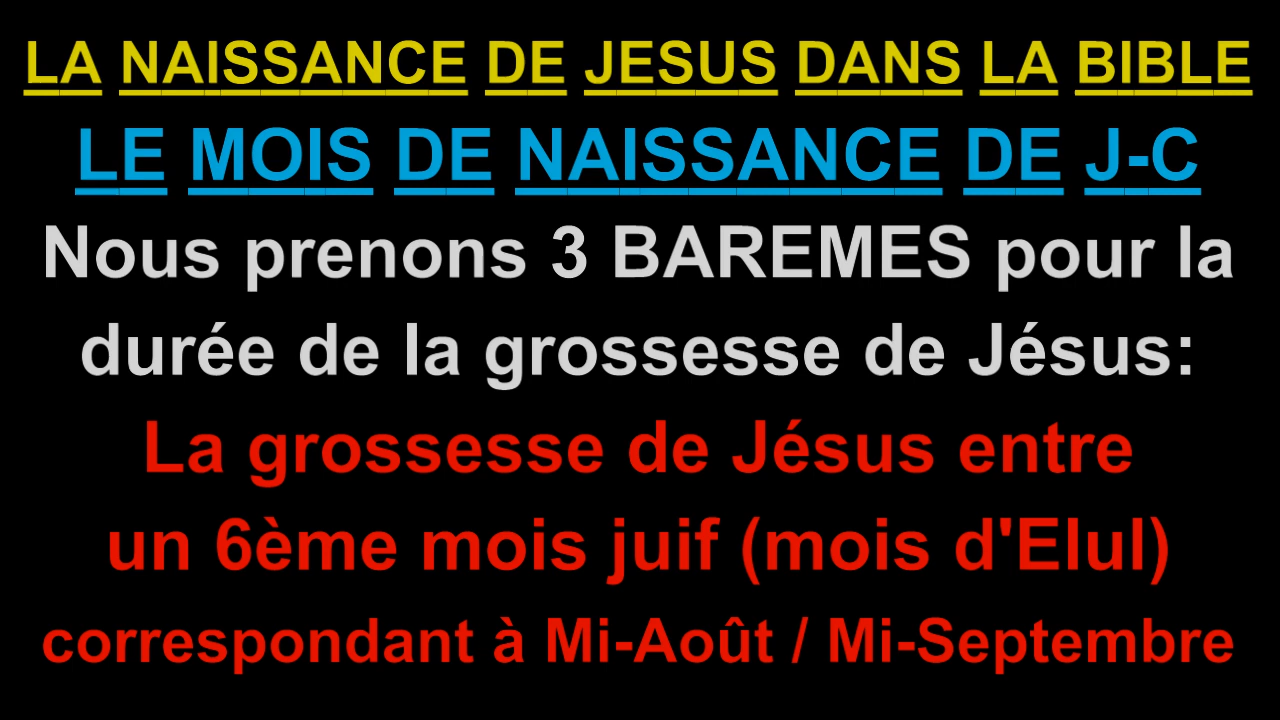 LA NAISSANCE DE JESUS DANS LA BIBLE
LE MOIS DE NAISSANCE DE J-C
Nous prenons 3 BAREMES pour la
durée de la grossesse de Jésus:
La grossesse de Jésus entre
un 6ème mois juif (mois d'Elul)
correspondant à Mi-Août / Mi-Septembre